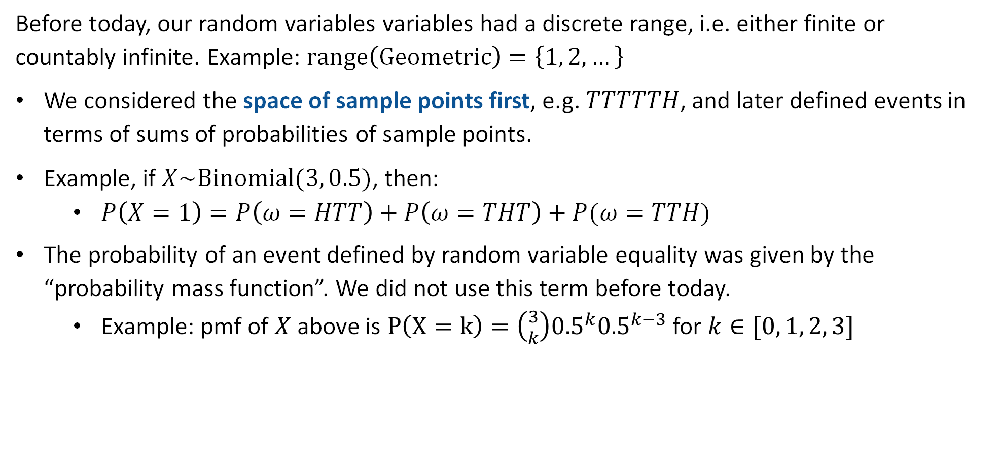 Before today, our random variables variables had a discrete range, i.e. either finite or
countably infinite. Example: range(Geometric) = {1, 2, … }
• We considered the space of sample points first, e.g. TTTTTH, and later defined events in
terms of sums of probabilities of sample points.
• Example, if X~Binomial(3, 0.5), then:
• P(X = 1) = P(ω = HTT) + P(ω = THT) + P(ω = TTH)
• The probability of an event defined by random variable equality was given by the
“probability mass function”. We did not use this term before today.
• Example: pmf of X above is P(X = k) = $\binom{3}{k}0.5^{k}0.5^{k-3}$ for k ∈ [0, 1, 2, 3]